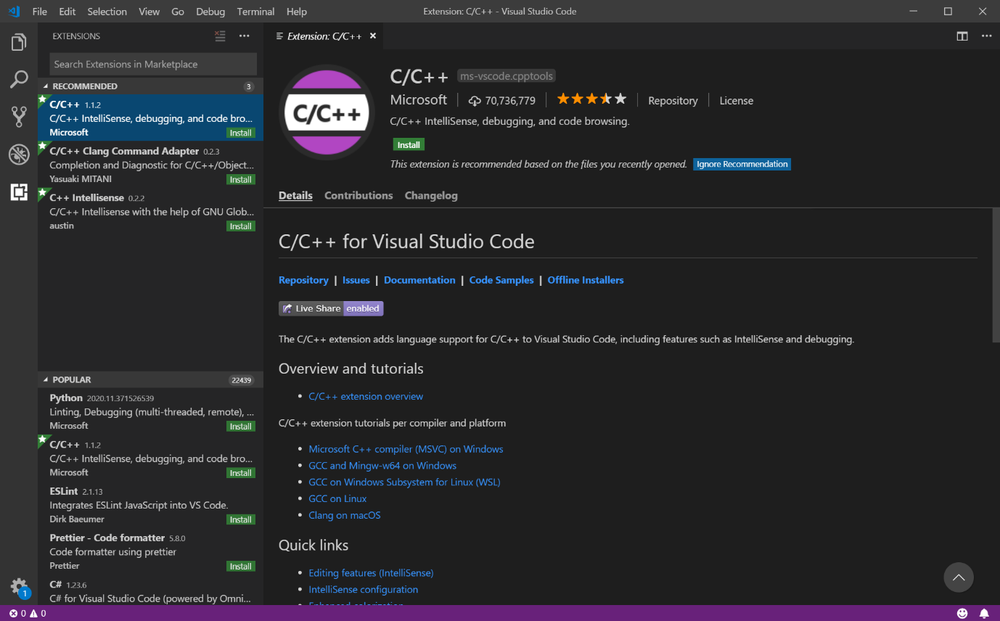 File Edit Selection View Go Debug Terminal Help
Extension: C/C++ - Visual Studio Code
EXTENSIONS
Search Extensions in Marketplace
RECOMMENDED 3
C/C++ 1.1.2
C/C++ IntelliSense, debugging, and code bro...
Microsoft Install
C/C++ Clang Command Adapter 0.2.3
Completion and Diagnostic for C/C++/Object...
Yasuaki MITANI Install
C++ Intellisense 0.2.2
C/C++ Intellisense with the help of GNU Glob...
austin Install
POPULAR 22439
Python 2020.11.371526539
Linting, Debugging (multi-threaded, remote), ...
Microsoft Install
C/C++ 1.1.2
C/C++ IntelliSense, debugging, and code bro...
Microsoft Install
ESLint 2.1.13
Integrates ESLint JavaScript into VS Code.
Dirk Baeumer Install
Prettier - Code formatter 5.8.0
Code formatter using prettier
Prettier Install
C# 1.23.6
C# for Visual Studio Code (powered by Omni...
1
Extension: C/C++
C/C++
C/C++ ms-vscode.cpptools
Microsoft 70,736,779 Repository License
C/C++ IntelliSense, debugging, and code browsing.
Install
This extension is recommended based on the files you recently opened. Ignore Recommendation
Details Contributions Changelog
C/C++ for Visual Studio Code
Repository | Issues | Documentation | Code Samples | Offline Installers
Live Share enabled
The C/C++ extension adds language support for C/C++ to Visual Studio Code, including features such as IntelliSense and debugging.
Overview and tutorials
C/C++ extension overview
C/C++ extension tutorials per compiler and platform
Microsoft C++ compiler (MSVC) on Windows
GCC and Mingw-w64 on Windows
GCC on Windows Subsystem for Linux (WSL)
GCC on Linux
Clang on macOS
Quick links
Editing features (IntelliSense)
IntelliSense configuration
Enhanced colorization
0 0